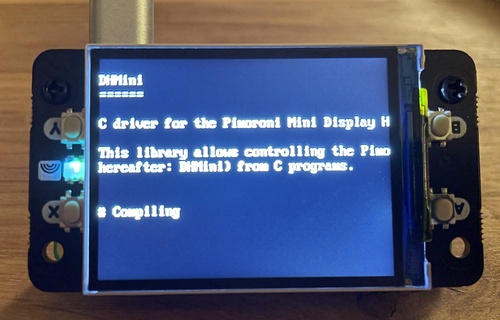 DHMini
======
C driver for the Pimoroni Mini Display H
This library allows controlling the Pimo
hereafter: DHMini) from C programs.
# Compiling
Y
B
X
A